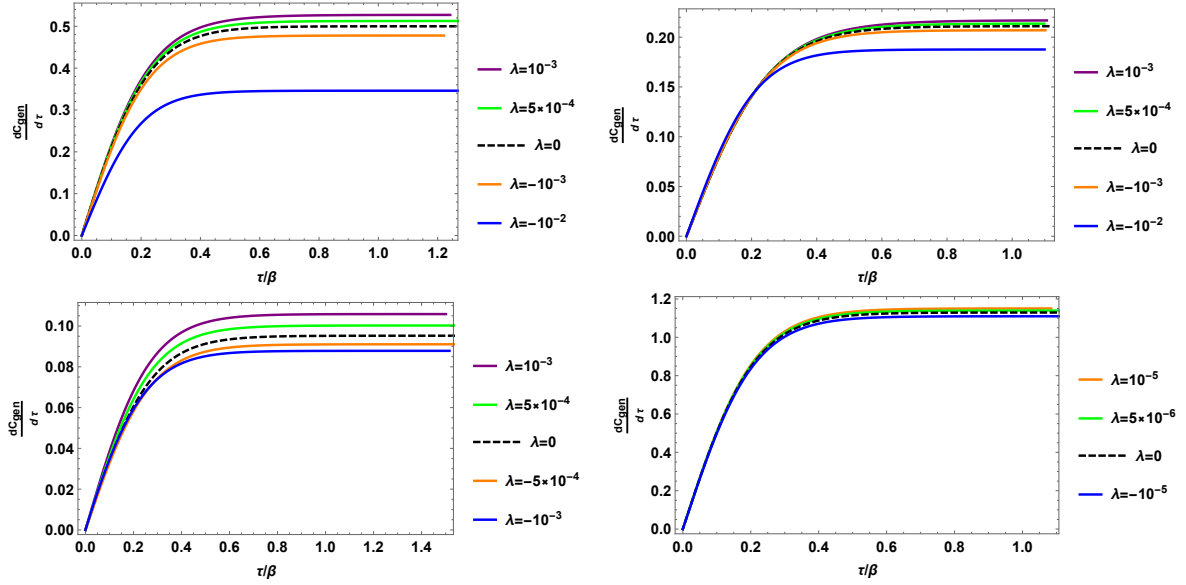 0.5
0.4
0.3
0.2
0.1
0.0
dCgen
d τ
0.0 0.2 0.4 0.6 0.8 1.0 1.2
τ/β
λ=10⁻³
λ=5×10⁻⁴
λ=0
λ=-10⁻³
λ=-10⁻²
0.20
0.15
0.10
0.05
0.00
dCgen
d τ
0.0 0.2 0.4 0.6 0.8 1.0
τ/β
λ=10⁻³
λ=5×10⁻⁴
λ=0
λ=-10⁻³
λ=-10⁻²
0.10
0.08
0.06
0.04
0.02
0.00
dCgen
d τ
0.0 0.2 0.4 0.6 0.8 1.0 1.2 1.4
τ/β
λ=10⁻³
λ=5×10⁻⁴
λ=0
λ=-5×10⁻⁴
λ=-10⁻³
1.2
1.0
0.8
0.6
0.4
0.2
0.0
dCgen
d τ
0.0 0.2 0.4 0.6 0.8 1.0
τ/β
λ=10⁻⁵
λ=5×10⁻⁶
λ=0
λ=-10⁻⁵